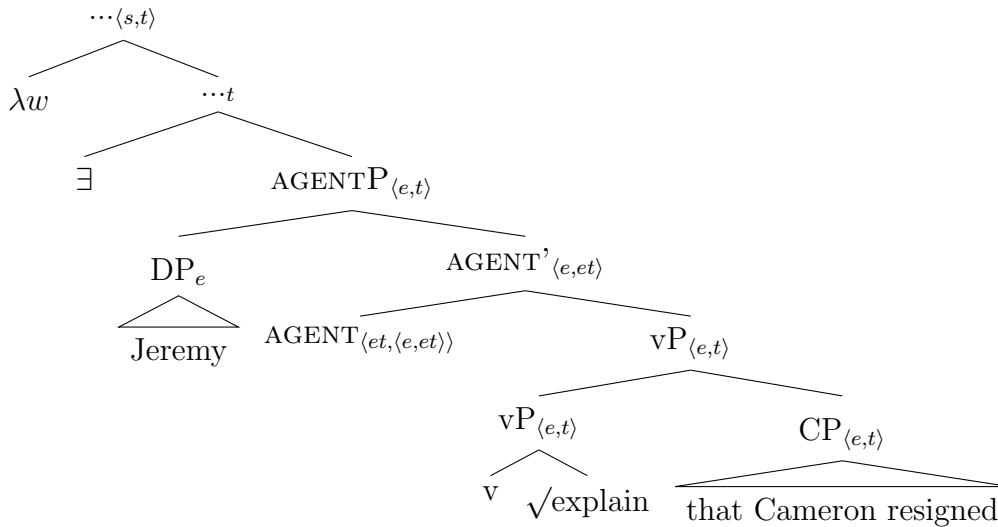 ⋯⟨s,t⟩
λw ⋯t
∃ AGENTP⟨e,t⟩
DPe AGENT’⟨e,et⟩
Jeremy AGENT⟨et,⟨e,et⟩⟩ vP⟨e,t⟩
vP⟨e,t⟩ CP⟨e,t⟩
v √explain that Cameron resigned